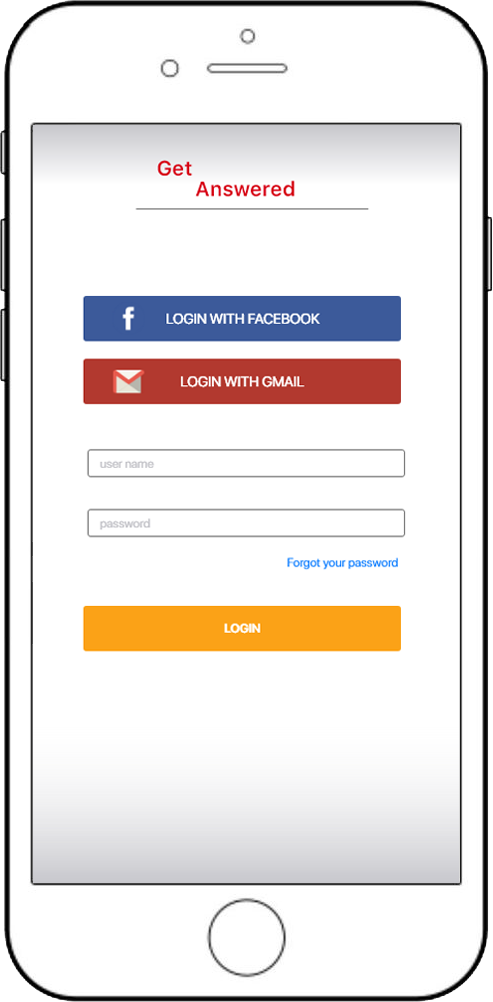 Get
Answered
LOGIN WITH FACEBOOK
LOGIN WITH GMAIL
user name
password
Forgot your password
LOGIN